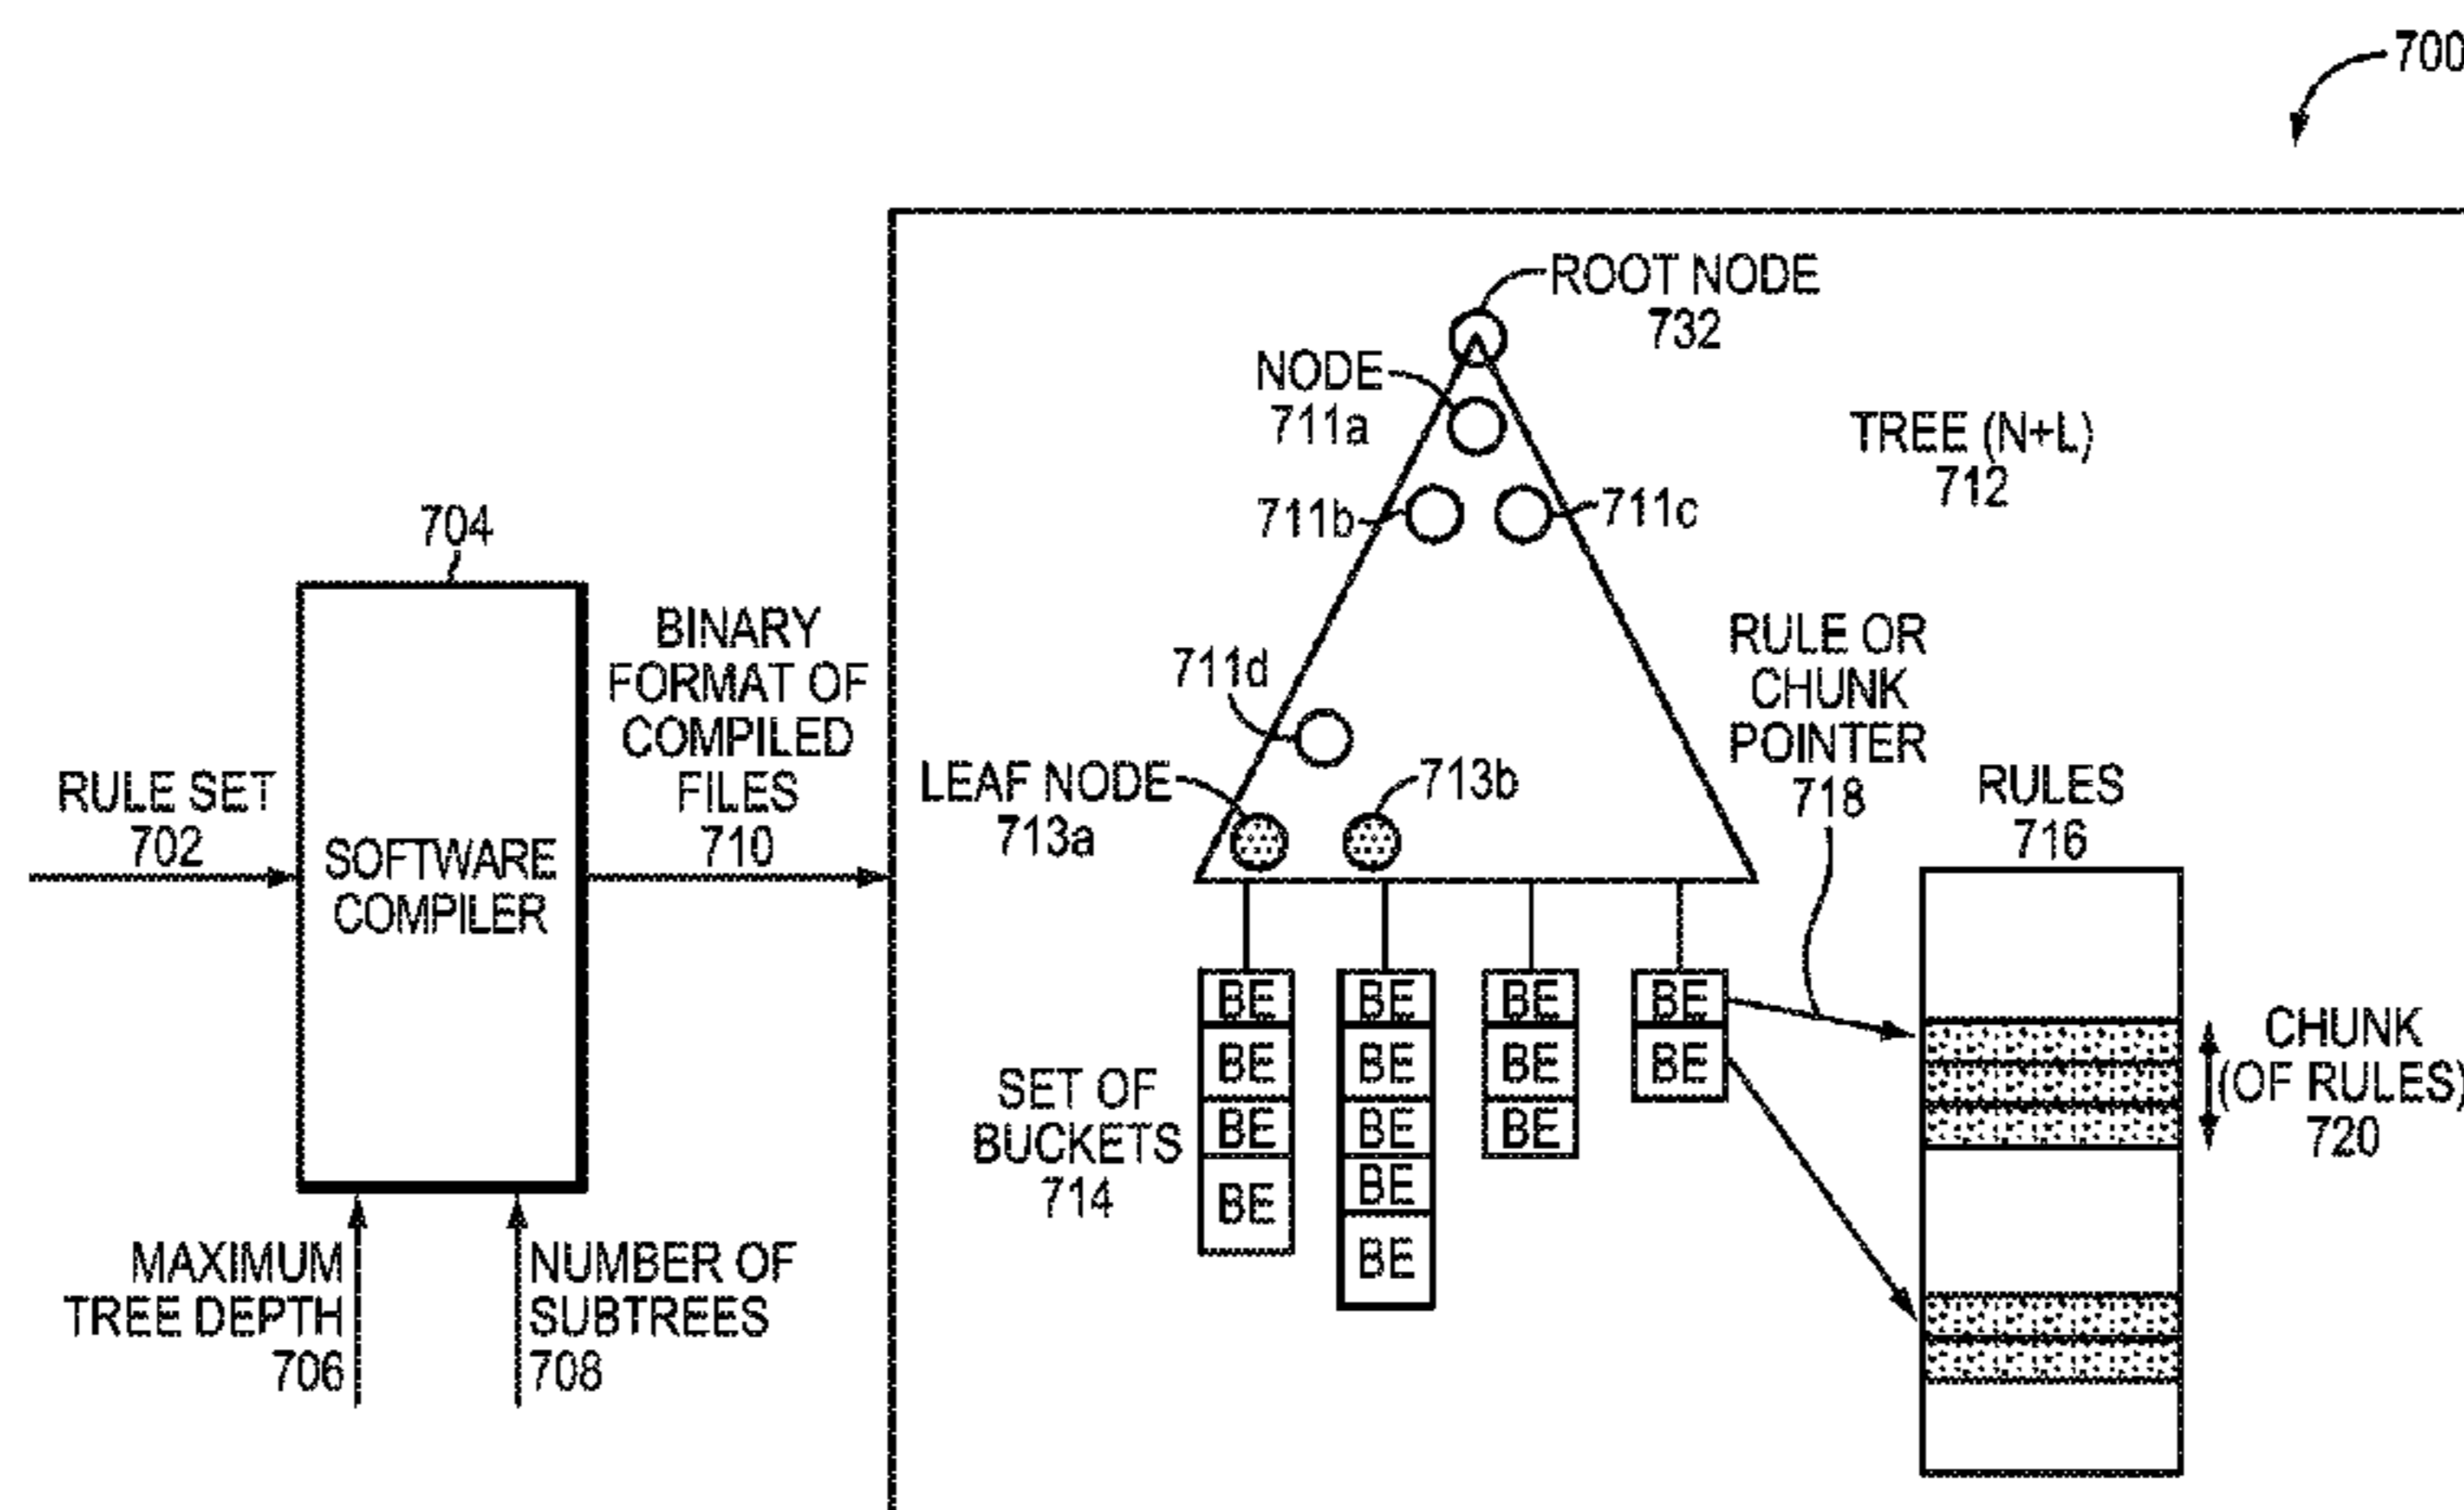 700
ROOT NODE
732
NODE
711a
TREE (N+L)
712
711b
711c
704
BINARY
FORMAT OF
COMPILED
FILES
710
RULE OR
CHUNK
POINTER
718
711d
RULE SET
702
SOFTWARE
COMPILER
LEAF NODE
713a
713b
RULES
716
BE
BE
BE
BE
BE
BE
BE
BE
BE
BE
BE
BE
BE
BE
SET OF
BUCKETS
714
CHUNK
(OF RULES)
720
MAXIMUM
TREE DEPTH
706
NUMBER OF
SUBTREES
708